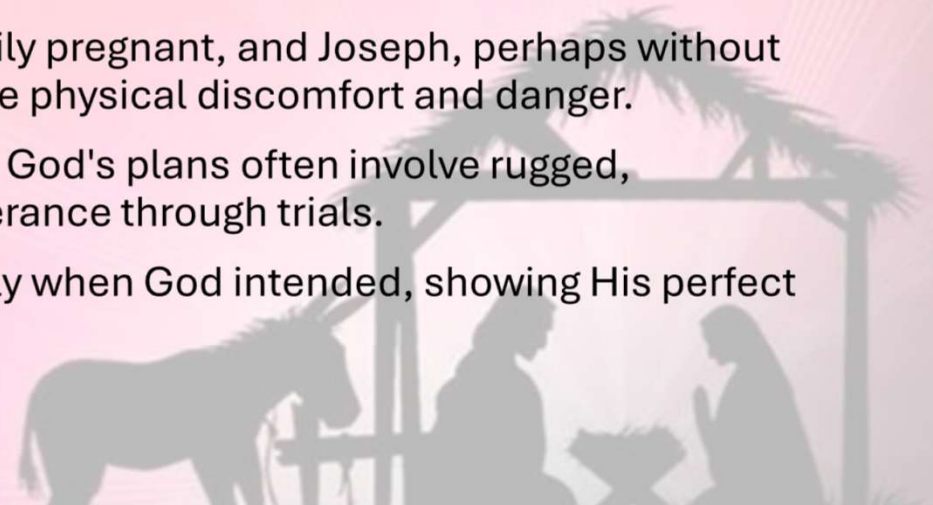 ily pregnant, and Joseph, perhaps without
e physical discomfort and danger.
God's plans often involve rugged,
erance through trials.
ly when God intended, showing His perfect